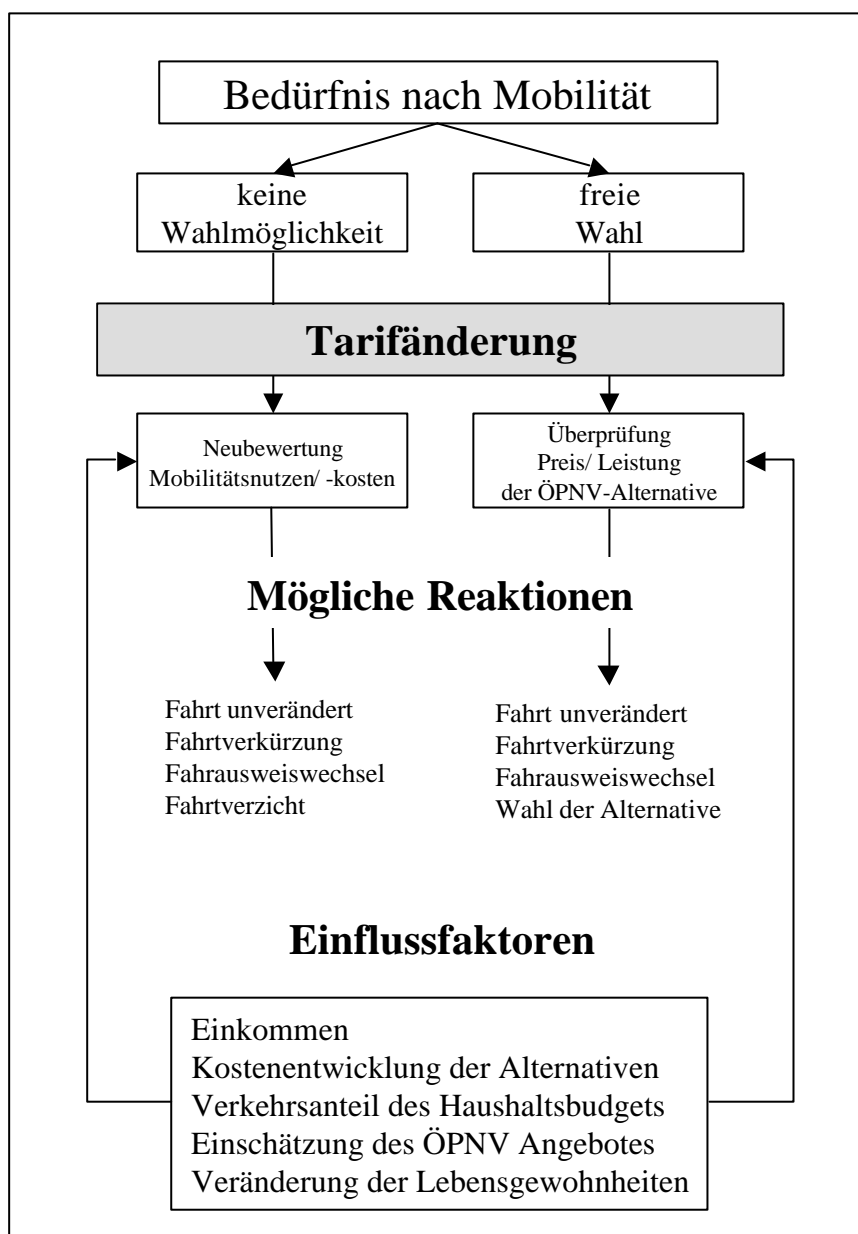 Bedürfnis nach Mobilität
keine
Wahlmöglichkeit
freie
Wahl
Tarifänderung
Neubewertung
Mobilitätsnutzen/ -kosten
Überprüfung
Preis/ Leistung
der ÖPNV-Alternative
Mögliche Reaktionen
Fahrt unverändert
Fahrtverkürzung
Fahrausweiswechsel
Fahrtverzicht
Fahrt unverändert
Fahrtverkürzung
Fahrausweiswechsel
Wahl der Alternative
Einflussfaktoren
Einkommen
Kostenentwicklung der Alternativen
Verkehrsanteil des Haushaltsbudgets
Einschätzung des ÖPNV Angebotes
Veränderung der Lebensgewohnheiten